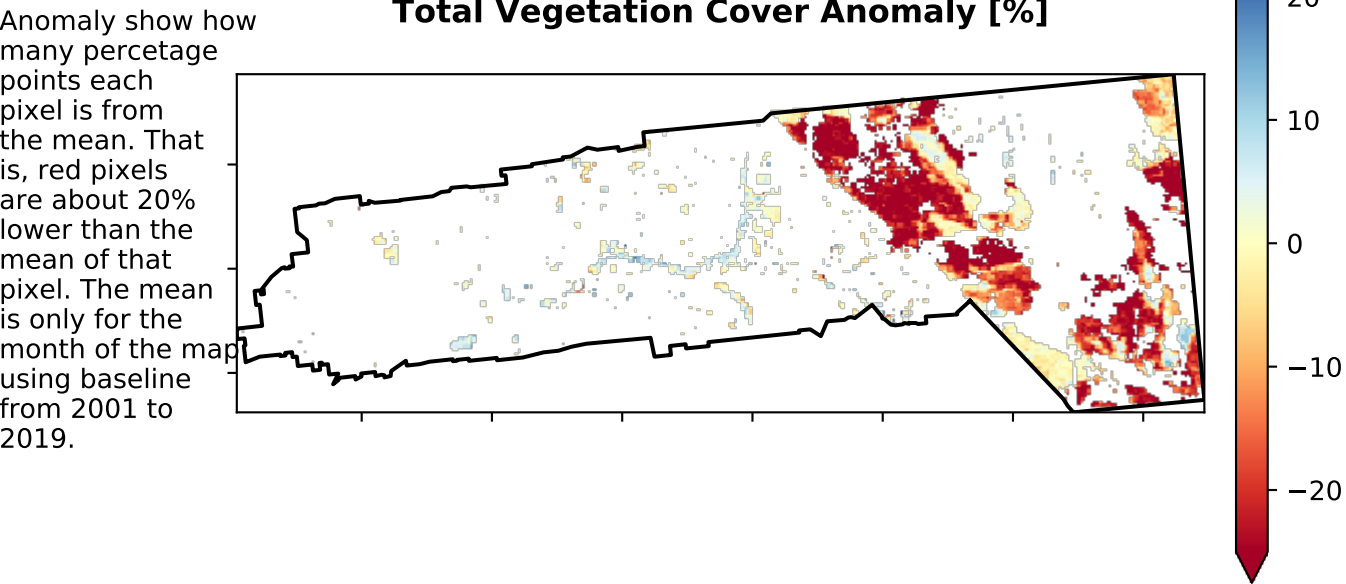 Anomaly show how
many percetage
points each
pixel is from
the mean. That
is, red pixels
are about 20%
lower than the
mean of that
pixel. The mean
is only for the
month of the map
using baseline
from 2001 to
2019.
Total Vegetation Cover Anomaly [%]
20
10
0
−10
−20